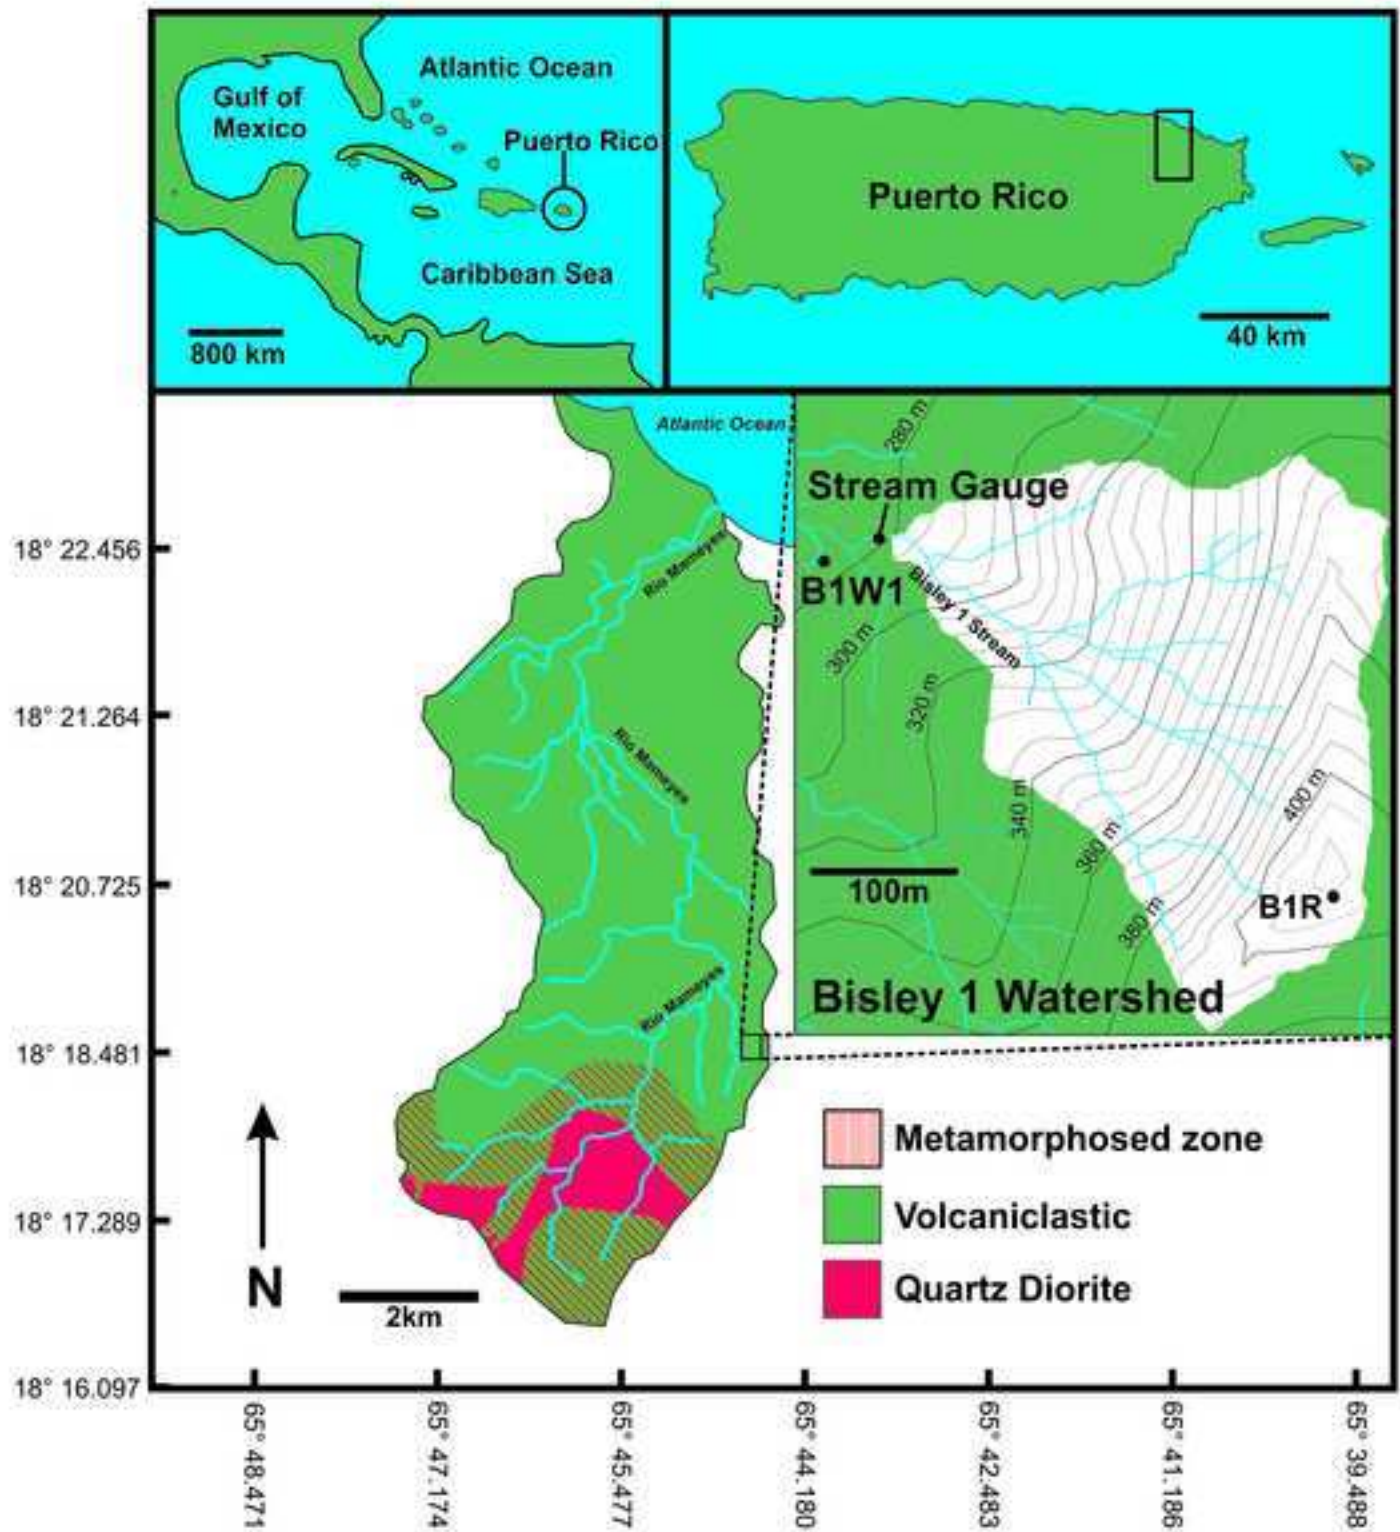 Atlantic Ocean
Gulf of
Mexico
Puerto Rico
Caribbean Sea
800 km
Puerto Rico
40 km
Atlantic Ocean
Rio Mameyes
Rio Mameyes
Rio Mameyes
280 m
Stream Gauge
B1W1
Bisley 1 Stream
300 m
320 m
340 m
360 m
380 m
400 m
100m
B1R
Bisley 1 Watershed
18° 22.456
18° 21.264
18° 20.725
18° 18.481
18° 17.289
18° 16.097
N
2km
Metamorphosed zone
Volcaniclastic
Quartz Diorite
65° 48.471
65° 47.174
65° 45.477
65° 44.180
65° 42.483
65° 41.186
65° 39.488